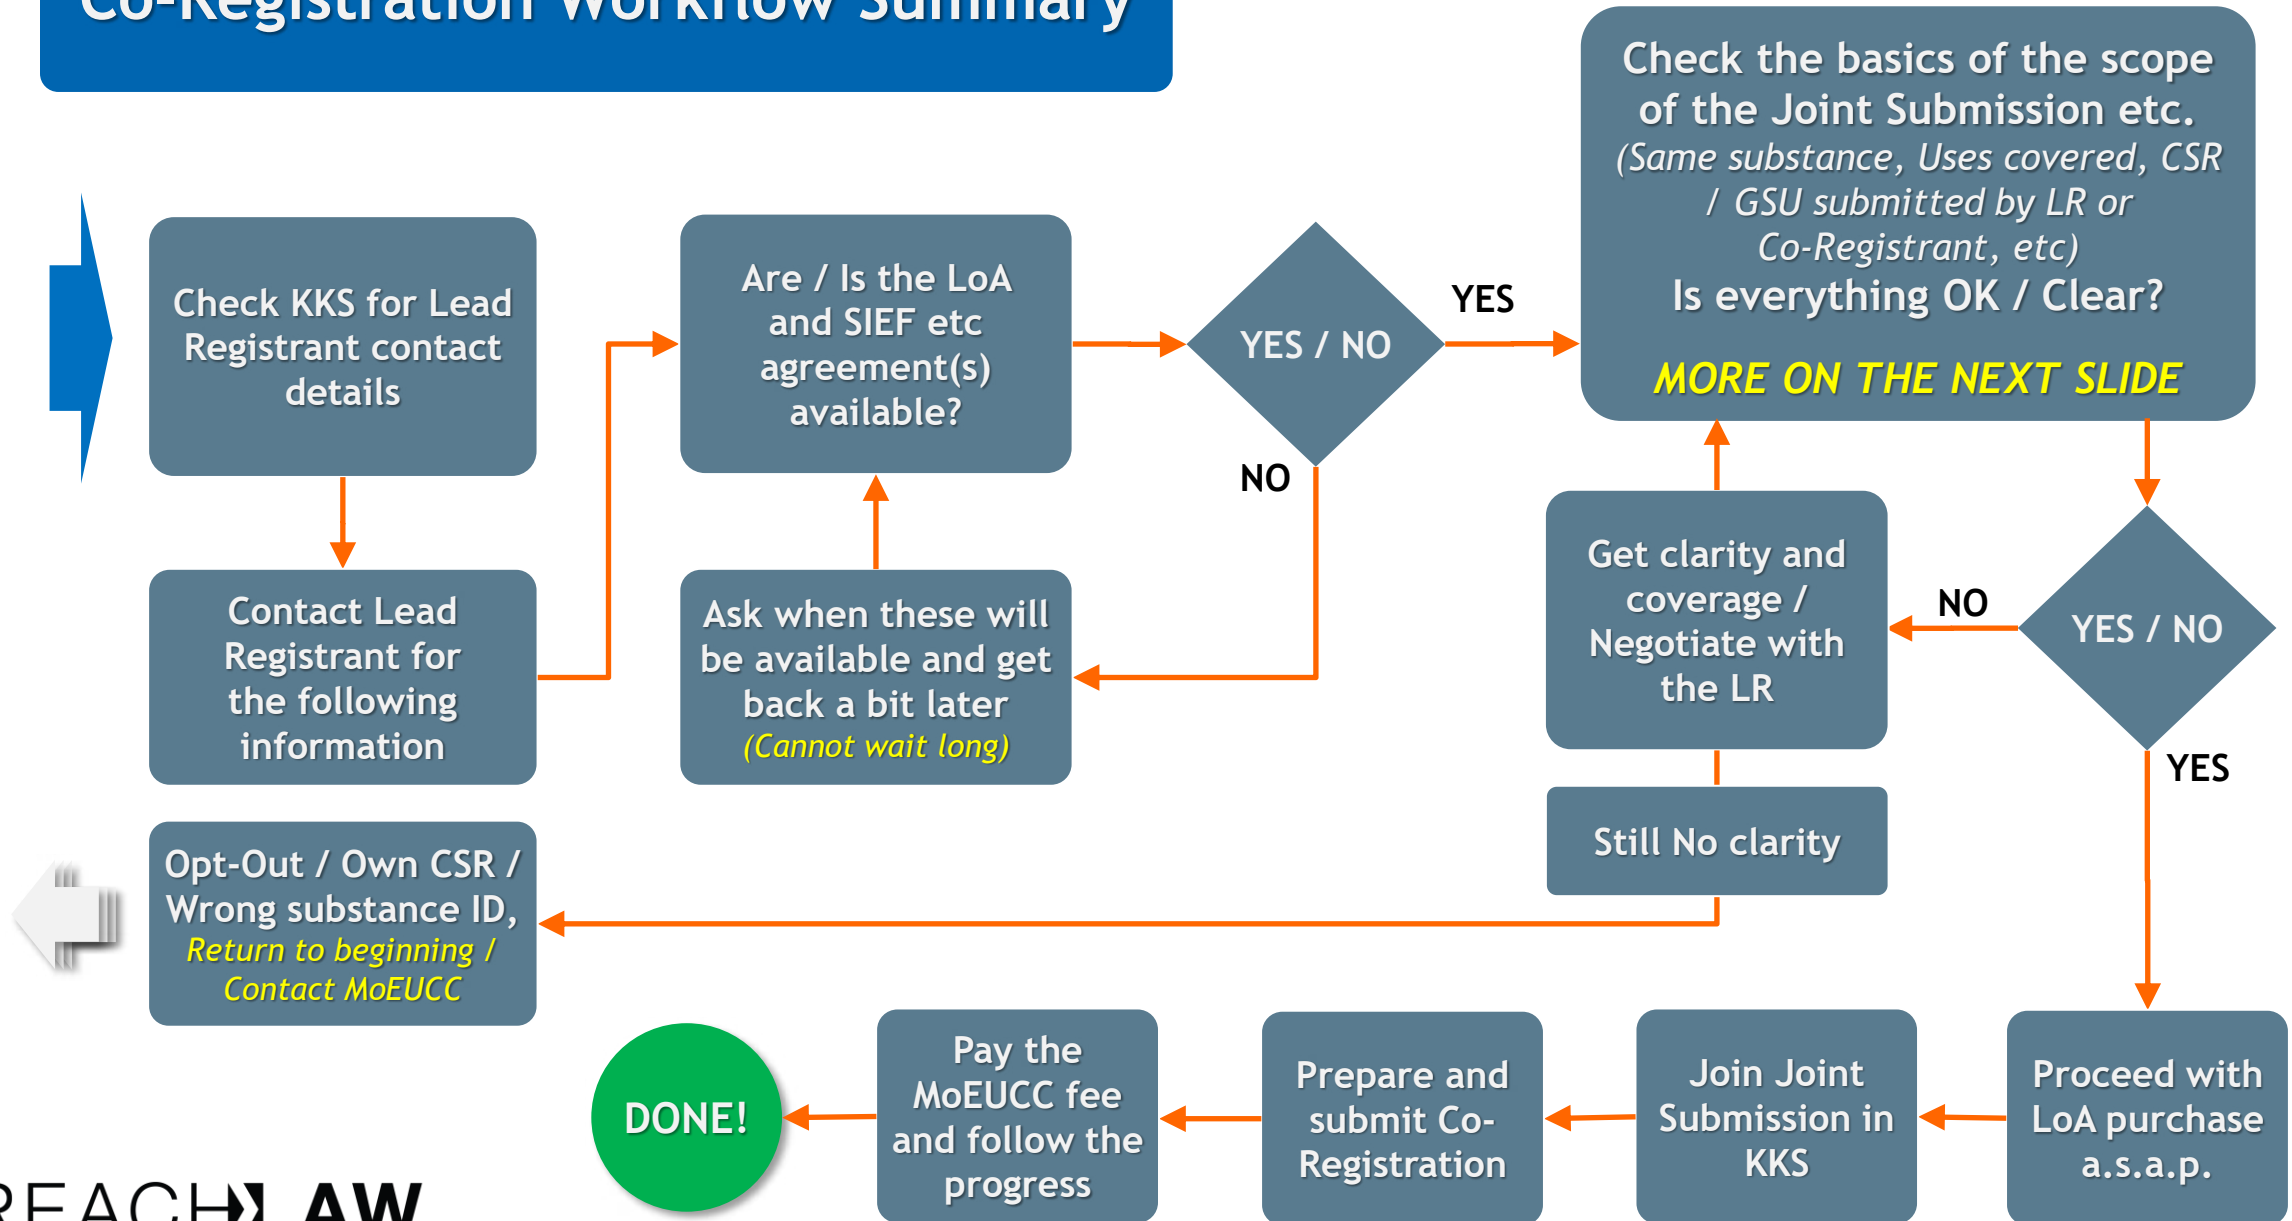 Co-Registration Workflow Summary
Check KKS for Lead
Registrant contact
details
Contact Lead
Registrant for
the following
information
Are / Is the LoA
and SIEF etc
agreement(s)
available?
Ask when these will
be available and get
back a bit later
(Cannot wait long)
YES / NO
YES
NO
Check the basics of the scope
of the Joint Submission etc.
(Same substance, Uses covered, CSR
/ GSU submitted by LR or
Co-Registrant, etc)
Is everything OK / Clear?
MORE ON THE NEXT SLIDE
Get clarity and
coverage /
Negotiate with
the LR
NO
YES / NO
YES
Still No clarity
Opt-Out / Own CSR /
Wrong substance ID,
Return to beginning /
Contact MoEUCC
Proceed with
LoA purchase
a.s.a.p.
Join Joint
Submission in
KKS
Prepare and
submit Co-
Registration
Pay the
MoEUCC fee
and follow the
progress
DONE!
REACHLAW